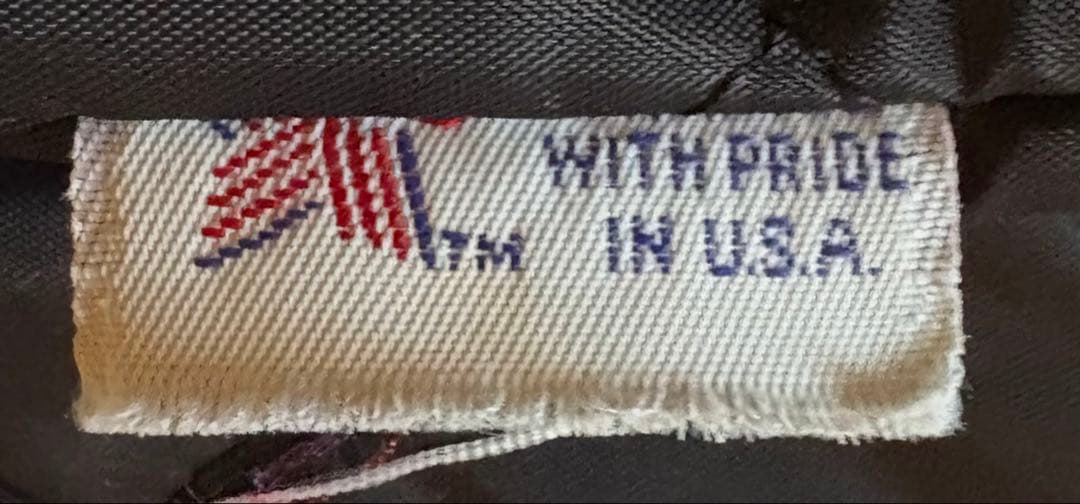 WITH PRIDE
TM IN U.S.A.